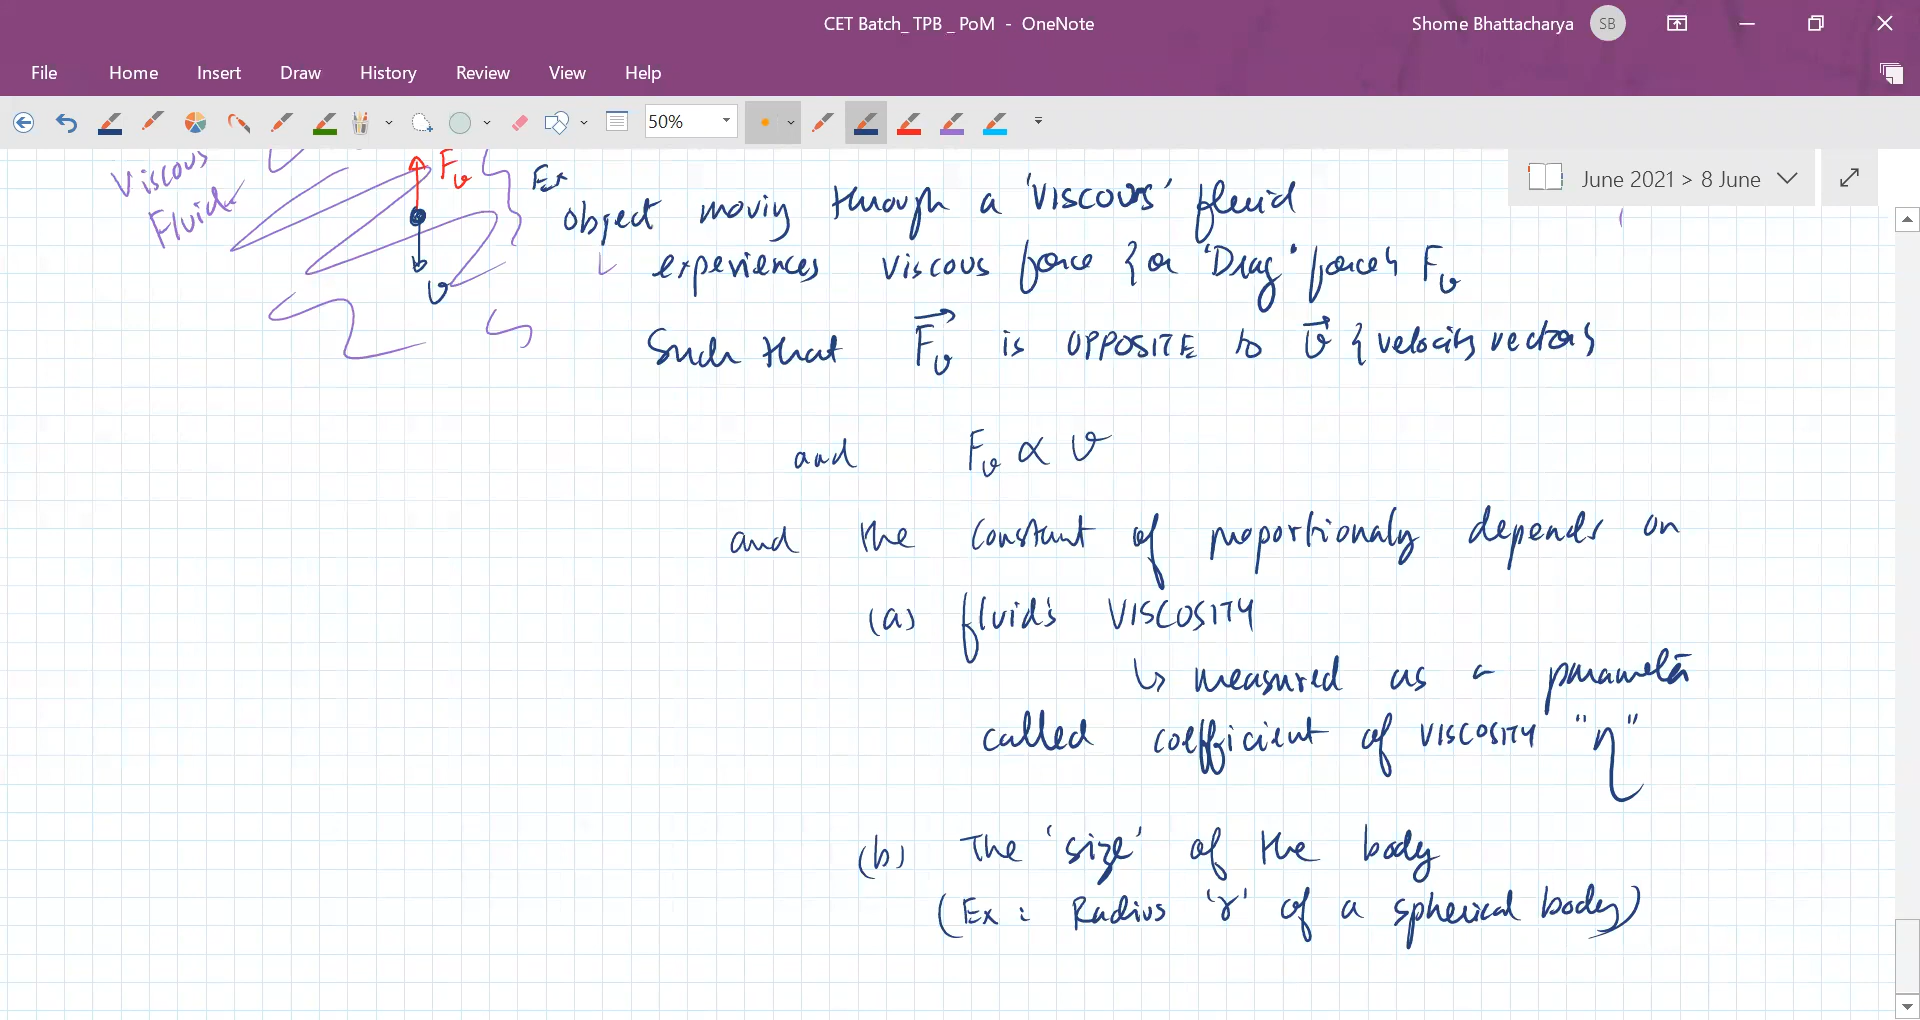 CET Batch_ TPB _ PoM - OneNote
Shome Bhattacharya
SB
File Home Insert Draw History Review View Help
50%
June 2021 > 8 June
Viscous
Fluid
Fv
v
Ex
object moviy through a 'VISCOUS' fluid
experiences viscous force {or 'Drag' force} Fv
Such that Fv is OPPOSITE to v {velocity vector}
and Fv ∝ v
and the constant of proportionaly depends on
(a) fluid's VISCOSITY
↳ measured as a parameter
called coefficient of VISCOSITY "η"
(b) The 'size' of the body
(Ex: Radius 'r' of a spherical body)